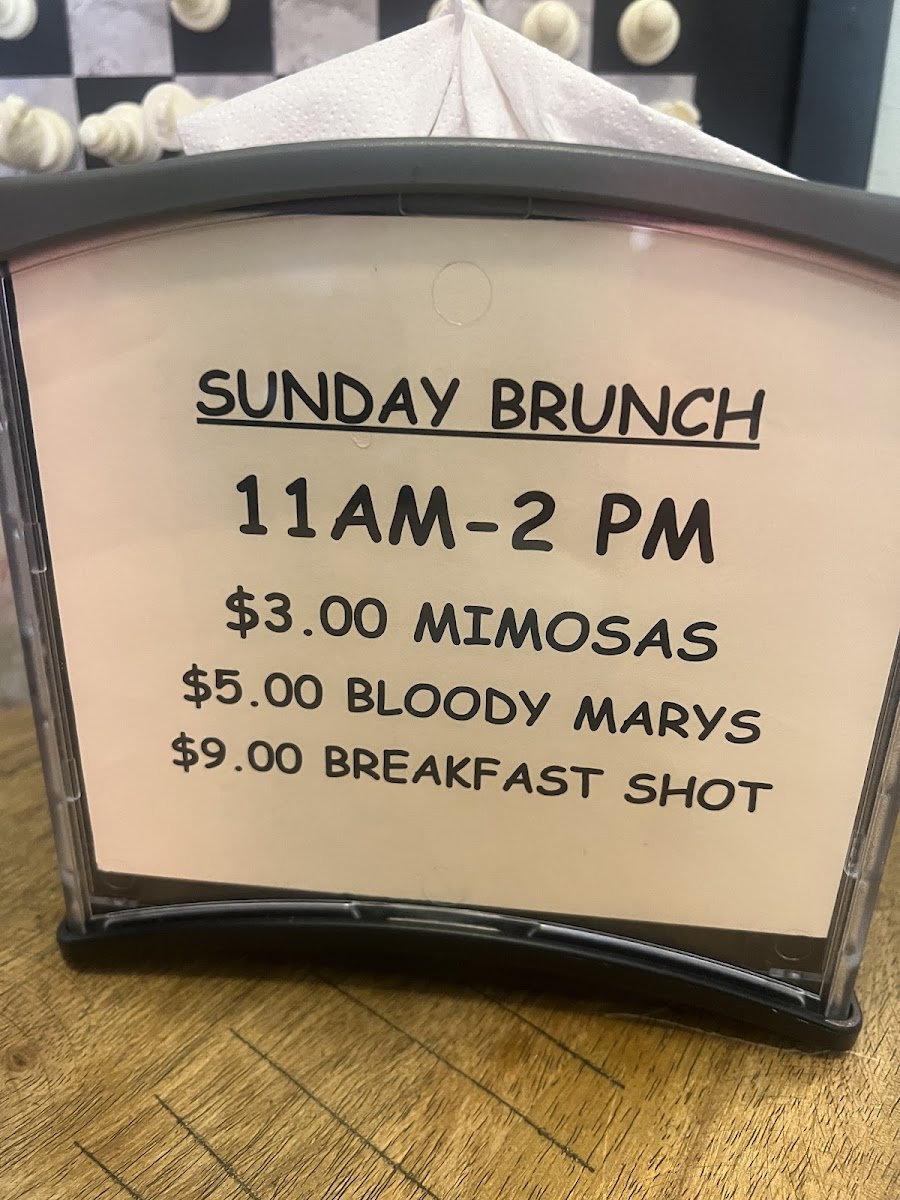 SUNDAY BRUNCH
11AM-2 PM
$3.00 MIMOSAS
$5.00 BLOODY MARYS
$9.00 BREAKFAST SHOT